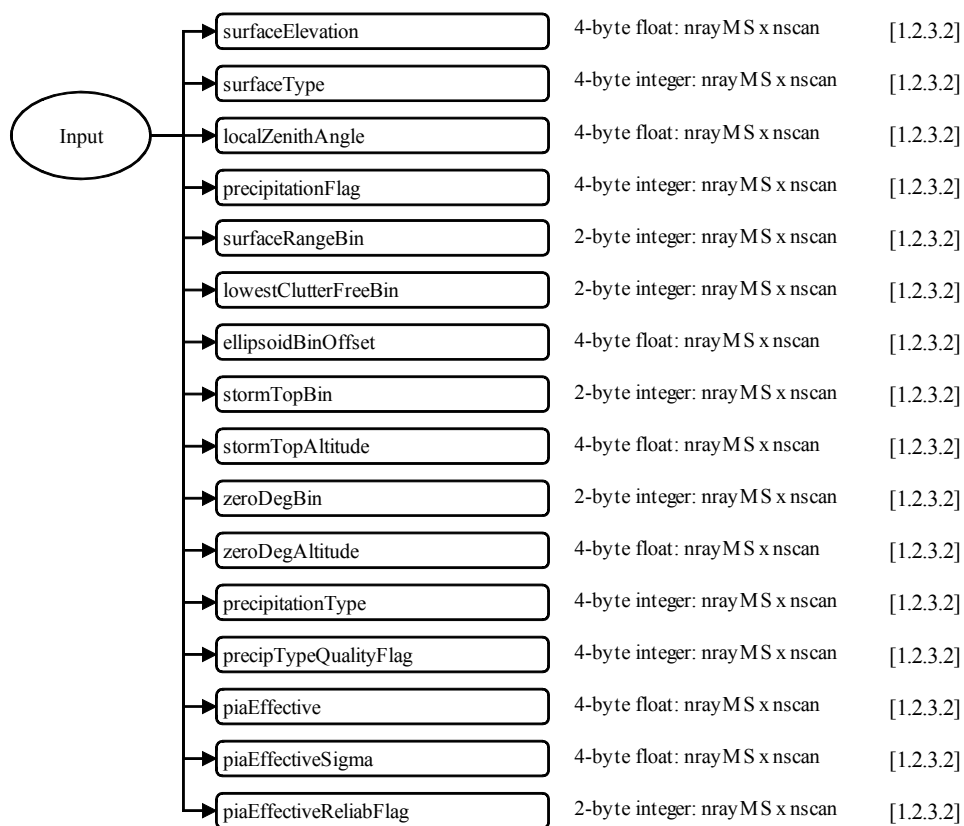 surfaceElevation 4-byte float: nrayMS x nscan [1.2.3.2]
surfaceType 4-byte integer: nrayMS x nscan [1.2.3.2]
Input
localZenithAngle 4-byte float: nrayMS x nscan [1.2.3.2]
precipitationFlag 4-byte integer: nrayMS x nscan [1.2.3.2]
surfaceRangeBin 2-byte integer: nrayMS x nscan [1.2.3.2]
lowestClutterFreeBin 2-byte integer: nrayMS x nscan [1.2.3.2]
ellipsoidBinOffset 4-byte float: nrayMS x nscan [1.2.3.2]
stormTopBin 2-byte integer: nrayMS x nscan [1.2.3.2]
stormTopAltitude 4-byte float: nrayMS x nscan [1.2.3.2]
zeroDegBin 2-byte integer: nrayMS x nscan [1.2.3.2]
zeroDegAltitude 4-byte float: nrayMS x nscan [1.2.3.2]
precipitationType 4-byte integer: nrayMS x nscan [1.2.3.2]
precipTypeQualityFlag 4-byte integer: nrayMS x nscan [1.2.3.2]
piaEffective 4-byte float: nrayMS x nscan [1.2.3.2]
piaEffectiveSigma 4-byte float: nrayMS x nscan [1.2.3.2]
piaEffectiveReliabFlag 2-byte integer: nrayMS x nscan [1.2.3.2]